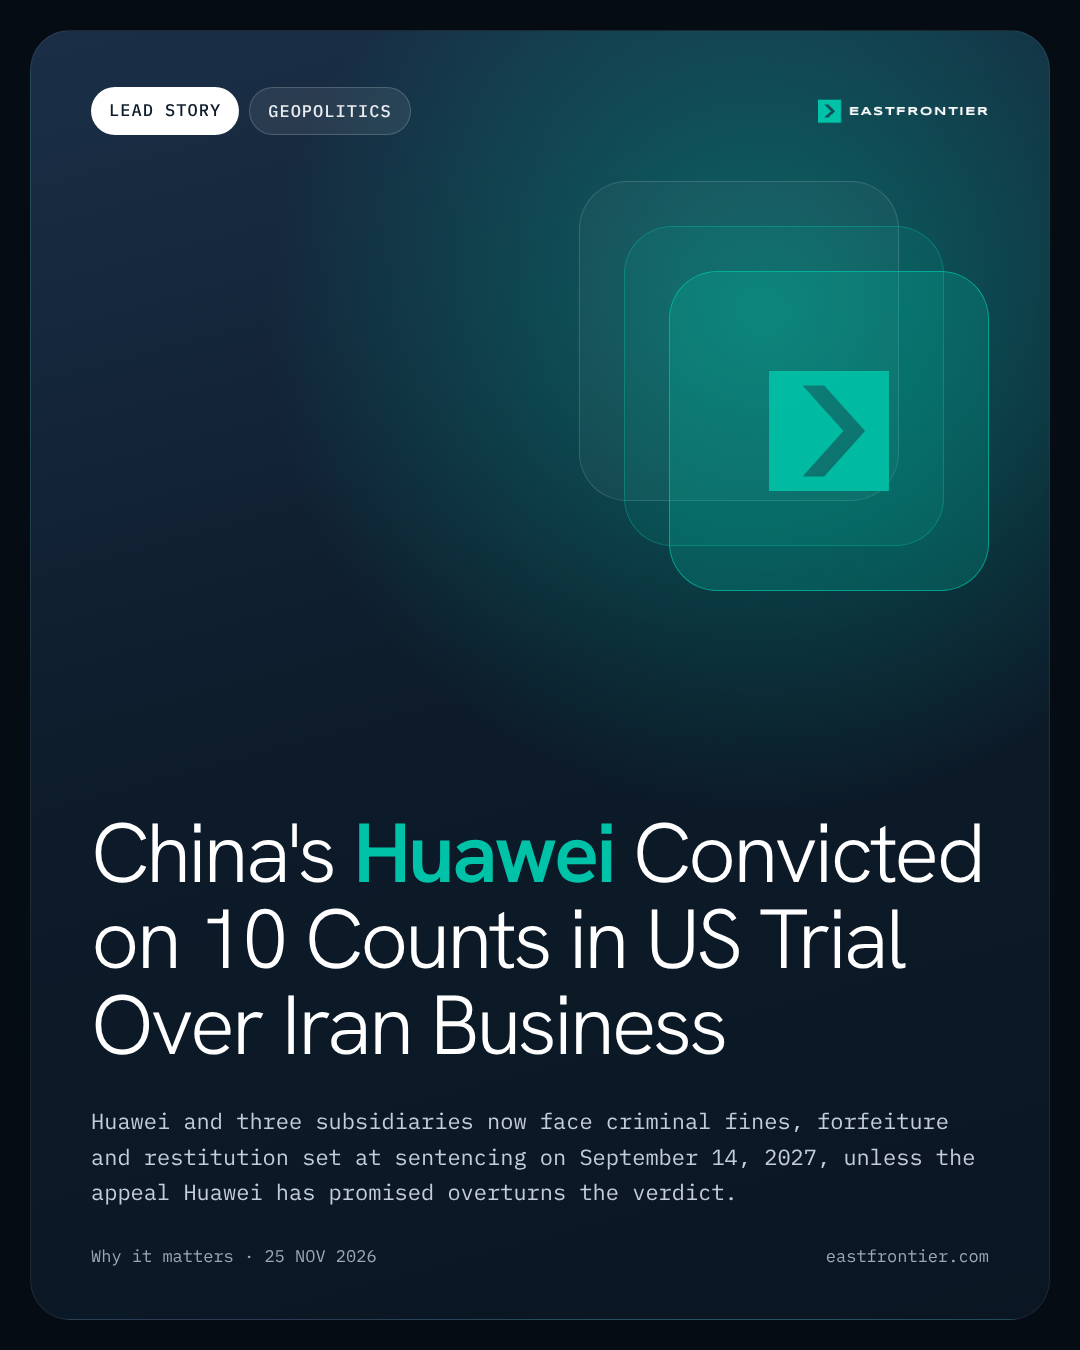 LEAD STORY
GEOPOLITICS
EASTFRONTIER
China's Huawei Convicted
on 10 Counts in US Trial
Over Iran Business
Huawei and three subsidiaries now face criminal fines, forfeiture
and restitution set at sentencing on September 14, 2027, unless the
appeal Huawei has promised overturns the verdict.
Why it matters · 25 NOV 2026
eastfrontier.com